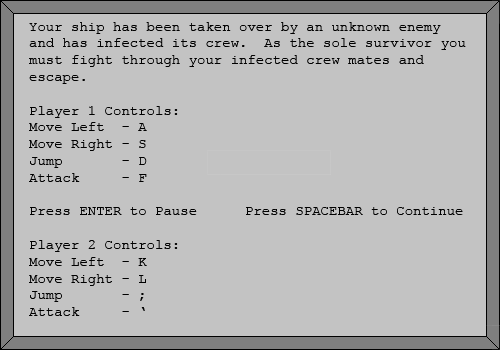 Your ship has been taken over by an unknown enemy
and has infected its crew.  As the sole survivor you
must fight through your infected crew mates and
escape.
Player 1 Controls:
Move Left  - A
Move Right - S
Jump       - D
Attack     - F
Press ENTER to Pause      Press SPACEBAR to Continue
Player 2 Controls:
Move Left  - K
Move Right - L
Jump       - ;
Attack     - ‘